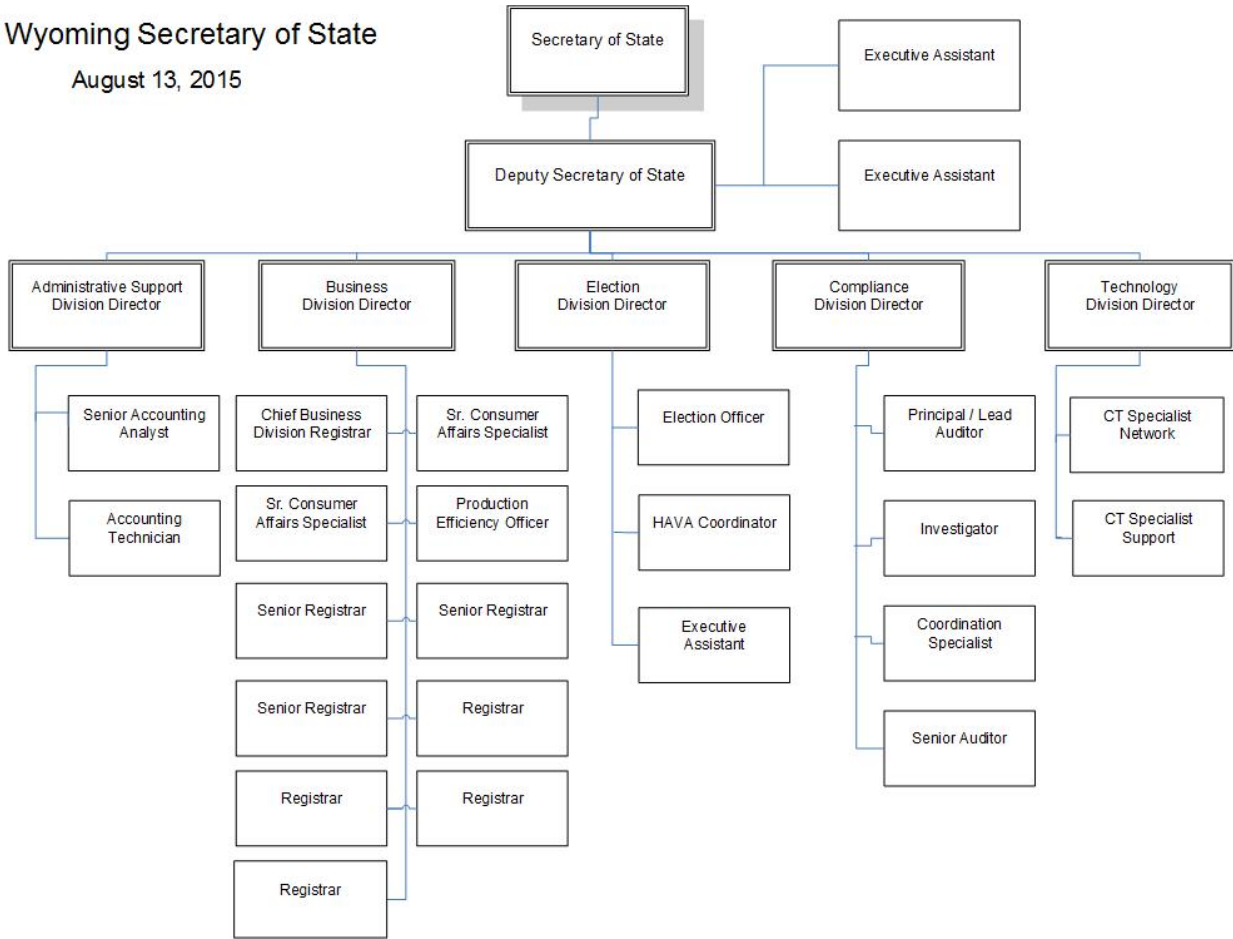 Wyoming Secretary of State
August 13, 2015
Secretary of State
Executive Assistant
Deputy Secretary of State
Executive Assistant
Administrative Support
Division Director
Business
Division Director
Election
Division Director
Compliance
Division Director
Technology
Division Director
Senior Accounting
Analyst
Accounting
Technician
Chief Business
Division Registrar
Sr. Consumer
Affairs Specialist
Sr. Consumer
Affairs Specialist
Production
Efficiency Officer
Senior Registrar
Senior Registrar
Senior Registrar
Registrar
Registrar
Registrar
Registrar
Election Officer
HAVA Coordinator
Executive
Assistant
Principal / Lead
Auditor
Investigator
Coordination
Specialist
Senior Auditor
CT Specialist
Network
CT Specialist
Support